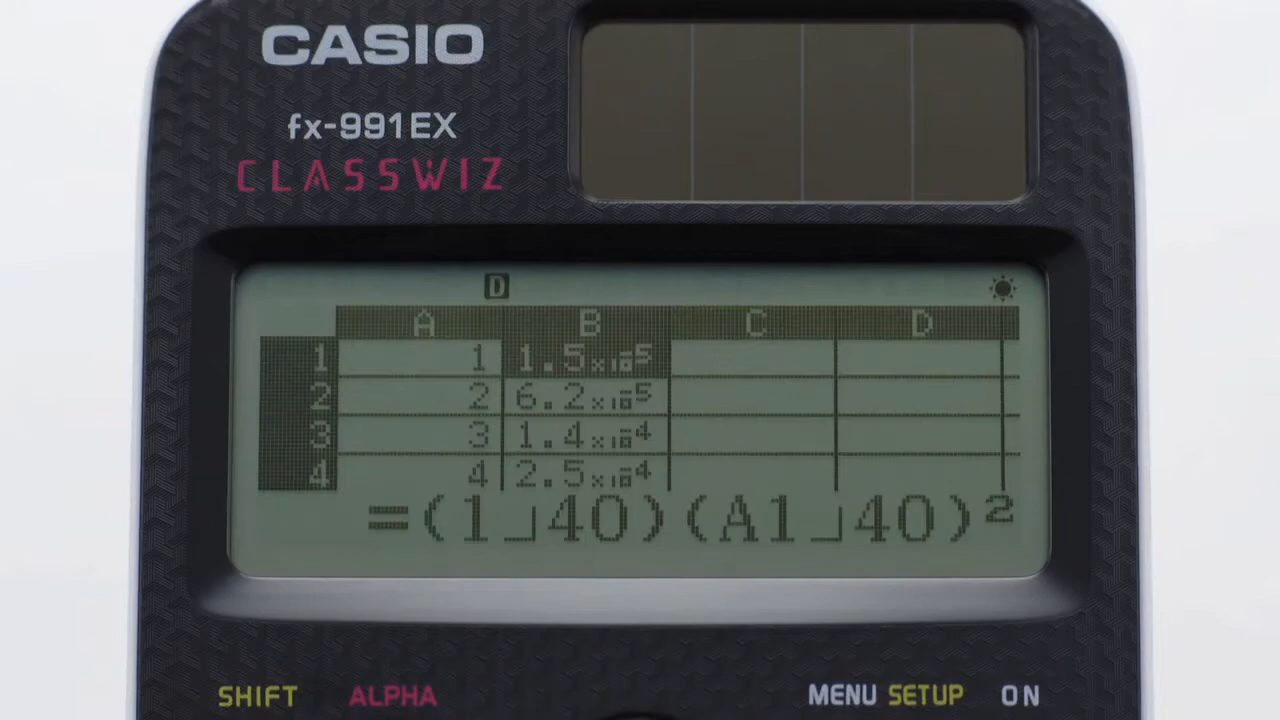 CASIO
fx-991EX
CLASSWIZ
D
A B C D
1 1 1.5×10⁻⁵
2 2 6.2×10⁻⁵
3 3 1.4×10⁻⁴
4 4 2.5×10⁻⁴
=(1⌟40)(A1⌟40)²
SHIFT ALPHA MENU SETUP ON